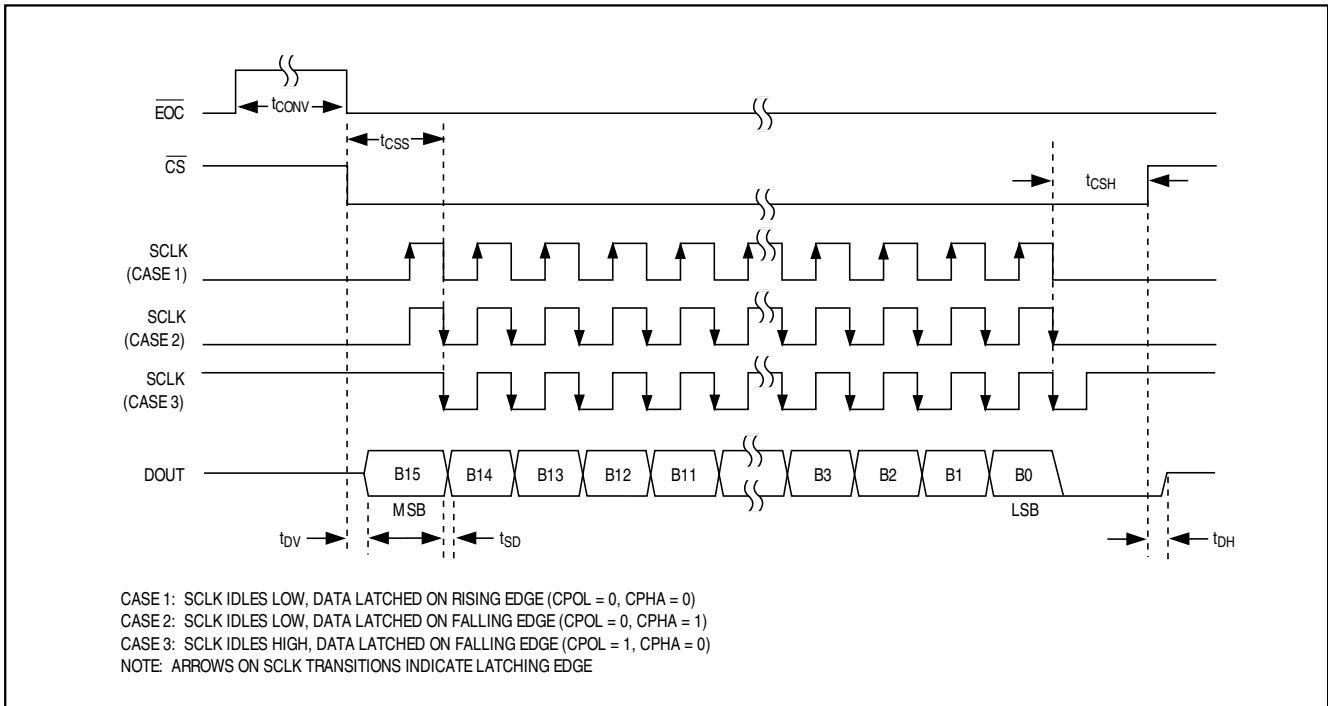 EOC
tCONV
tCSS
CS
tCSH
SCLK
(CASE 1)
SCLK
(CASE 2)
SCLK
(CASE 3)
DOUT
B15
B14
B13
B12
B11
B3
B2
B1
B0
MSB
LSB
tDV
tSD
tDH
CASE 1: SCLK IDLES LOW, DATA LATCHED ON RISING EDGE (CPOL = 0, CPHA = 0)
CASE 2: SCLK IDLES LOW, DATA LATCHED ON FALLING EDGE (CPOL = 0, CPHA = 1)
CASE 3: SCLK IDLES HIGH, DATA LATCHED ON FALLING EDGE (CPOL = 1, CPHA = 0)
NOTE: ARROWS ON SCLK TRANSITIONS INDICATE LATCHING EDGE